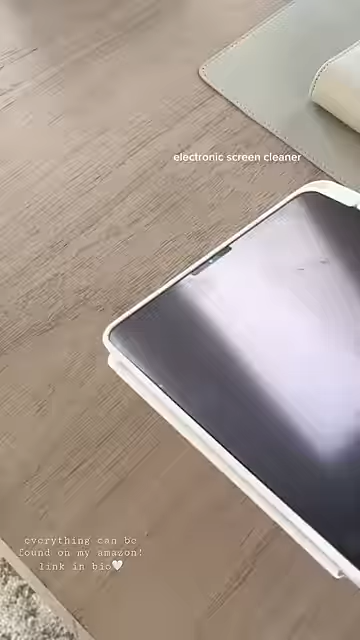 electronic screen cleaner
everything can be
found on my amazon!
link in bio🤍